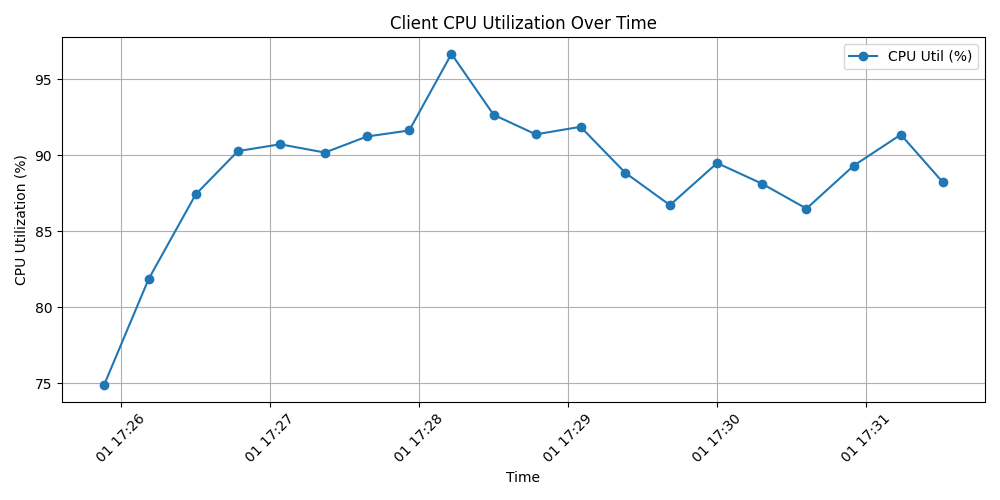 Client CPU Utilization Over Time
CPU Util (%)
CPU Utilization (%)
95
90
85
80
75
01 17:26
01 17:27
01 17:28
01 17:29
01 17:30
01 17:31
Time